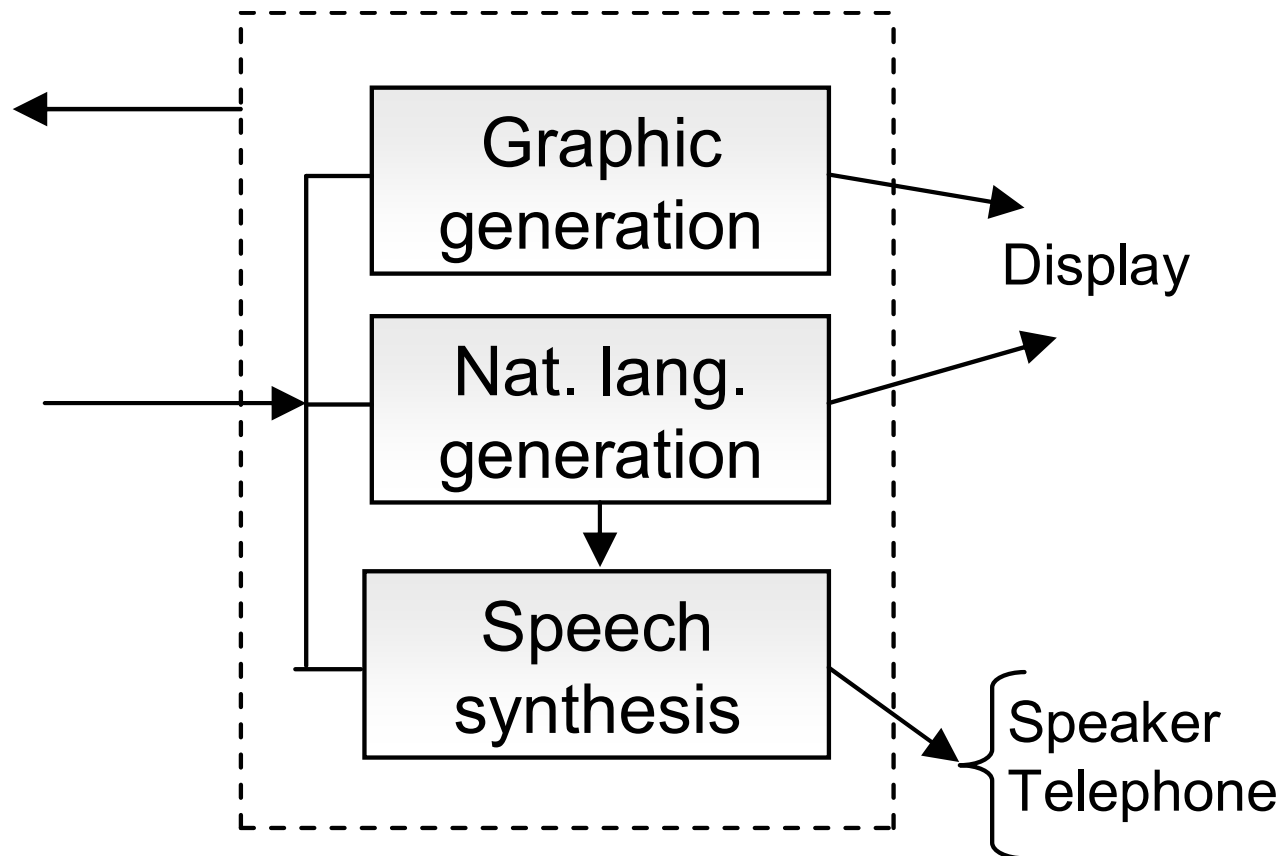 Graphic
generation
Display
Nat. lang.
generation
Speech
synthesis
Speaker
Telephone